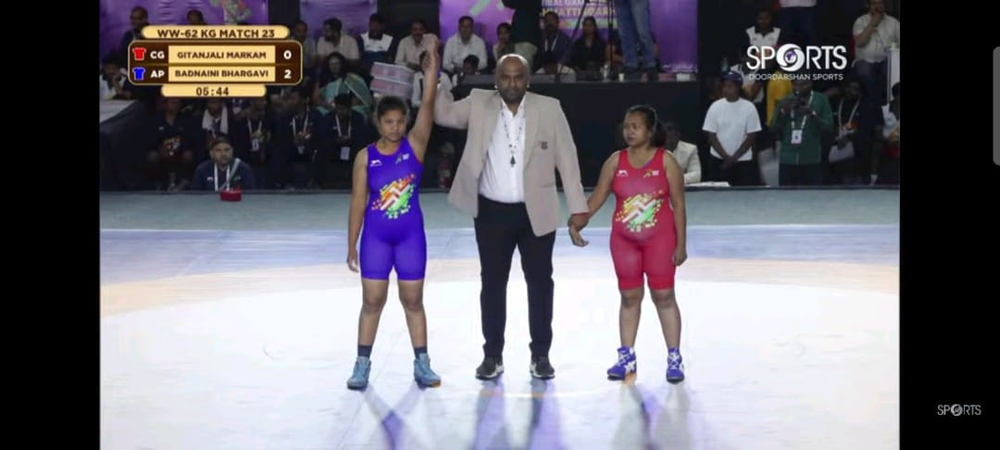 WW-62 KG MATCH 23
CG GITANJALI MARKAM 0
AP BADNAINI BHARGAVI 2
05:44
SPORTS
DOORDARSHAN SPORTS
SPORTS